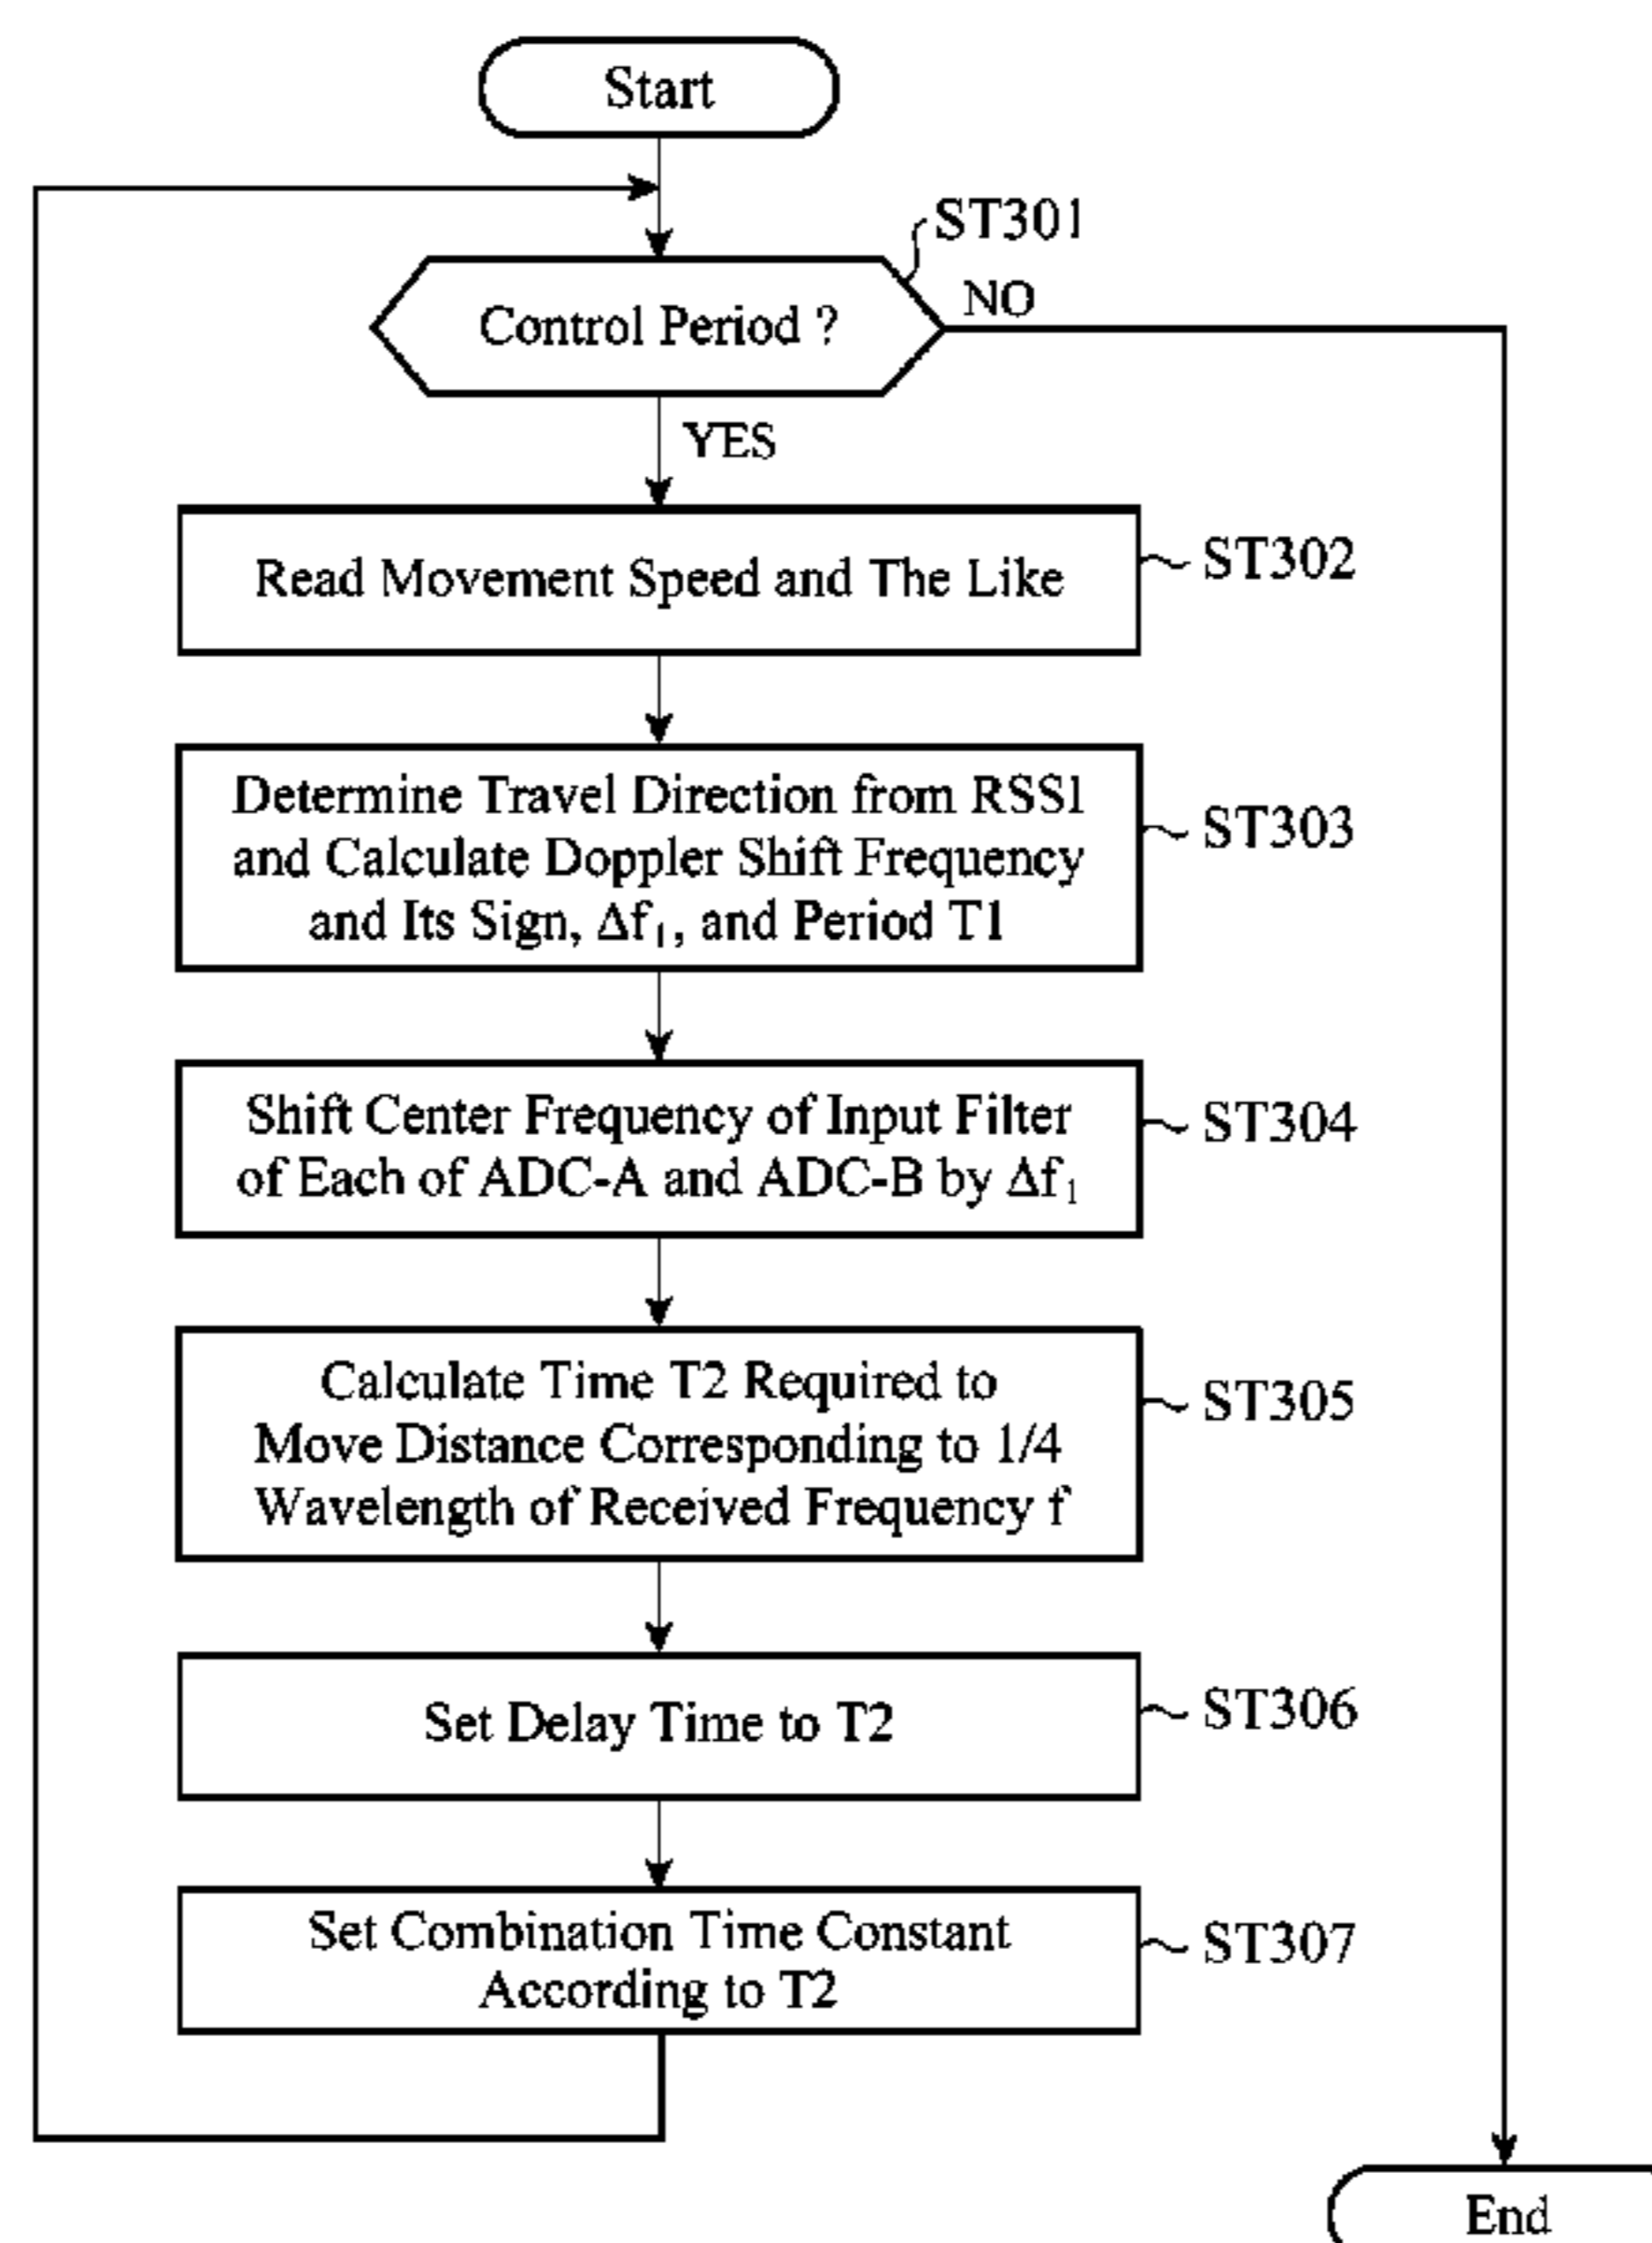 Start
ST301
Control Period ?
NO
YES
Read Movement Speed and The Like
ST302
Determine Travel Direction from RSSI
and Calculate Doppler Shift Frequency
and Its Sign, Δf₁, and Period T1
ST303
Shift Center Frequency of Input Filter
of Each of ADC-A and ADC-B by Δf₁
ST304
Calculate Time T2 Required to
Move Distance Corresponding to 1/4
Wavelength of Received Frequency f
ST305
Set Delay Time to T2
ST306
Set Combination Time Constant
According to T2
ST307
End